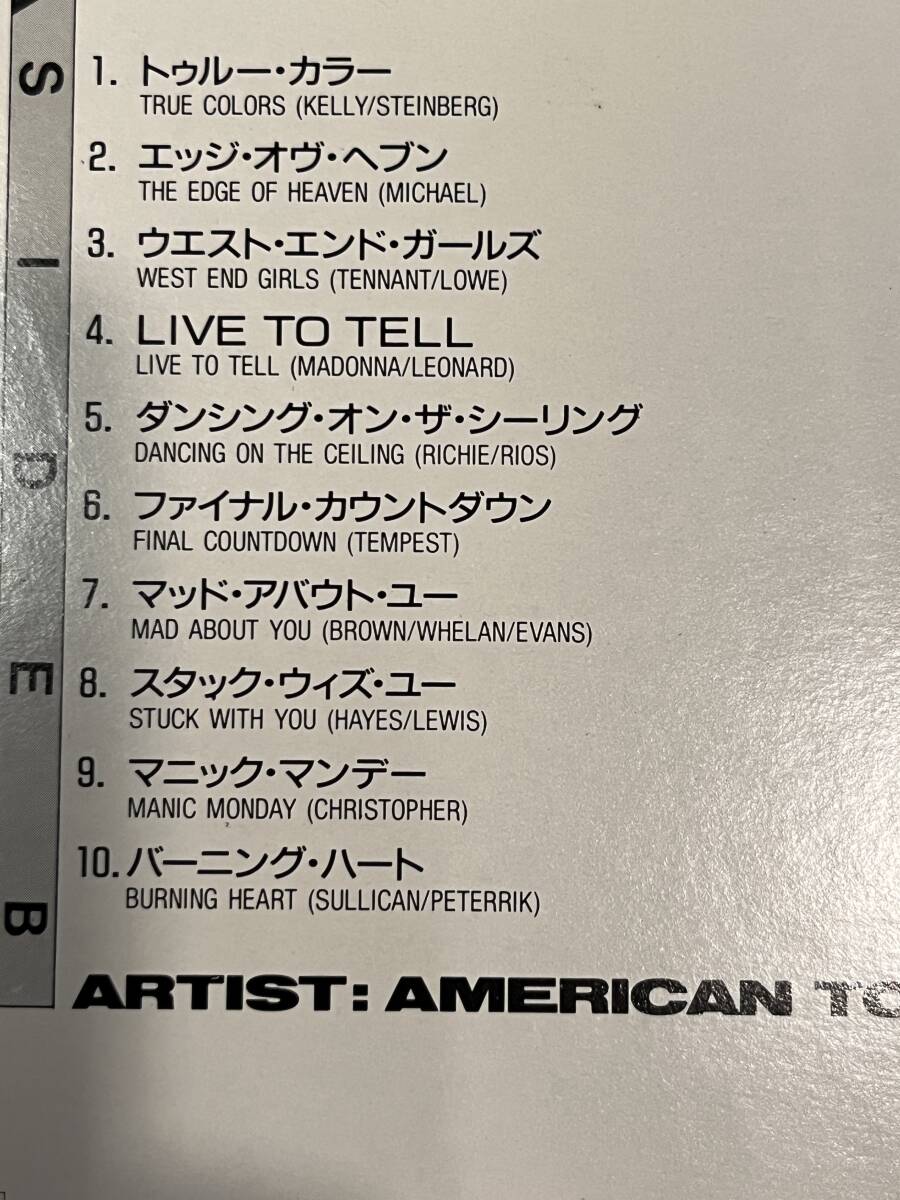 SIDE B
1. トゥルー・カラー
TRUE COLORS (KELLY/STEINBERG)
2. エッジ・オヴ・ヘブン
THE EDGE OF HEAVEN (MICHAEL)
3. ウエスト・エンド・ガールズ
WEST END GIRLS (TENNANT/LOWE)
4. LIVE TO TELL
LIVE TO TELL (MADONNA/LEONARD)
5. ダンシング・オン・ザ・シーリング
DANCING ON THE CEILING (RICHIE/RIOS)
6. ファイナル・カウントダウン
FINAL COUNTDOWN (TEMPEST)
7. マッド・アバウト・ユー
MAD ABOUT YOU (BROWN/WHELAN/EVANS)
8. スタック・ウィズ・ユー
STUCK WITH YOU (HAYES/LEWIS)
9. マニック・マンデー
MANIC MONDAY (CHRISTOPHER)
10. バーニング・ハート
BURNING HEART (SULLICAN/PETERRIK)
ARTIST: AMERICAN